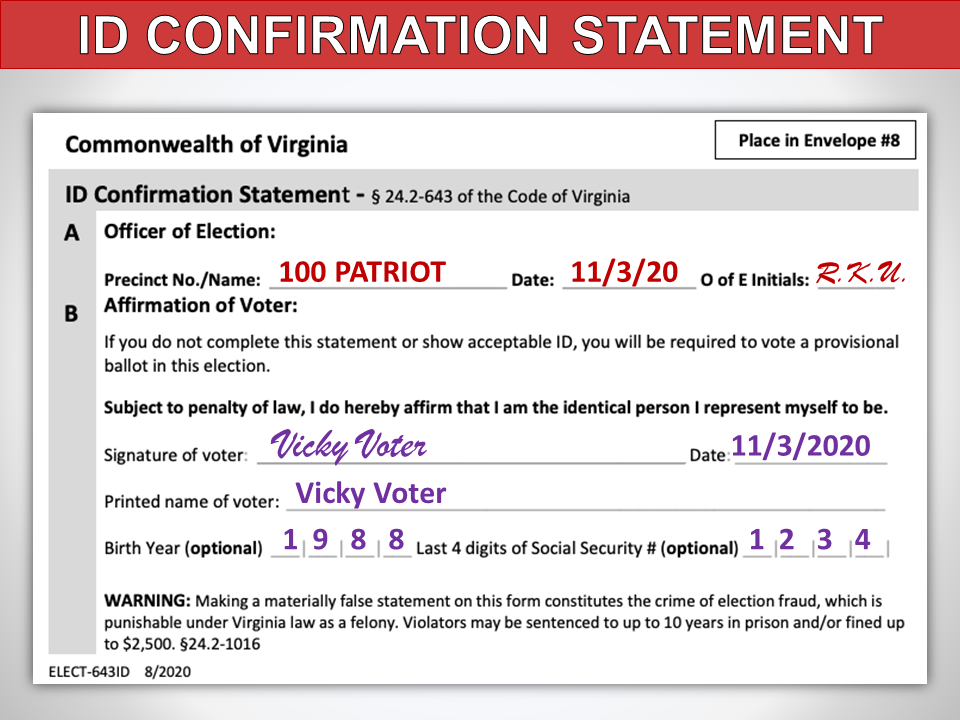 ID CONFIRMATION STATEMENT
Commonwealth of Virginia
Place in Envelope #8
ID Confirmation Statement - § 24.2-643 of the Code of Virginia
A Officer of Election:
Precinct No./Name: 100 PATRIOT Date: 11/3/20 O of E Initials: R.K.U.
B Affirmation of Voter:
If you do not complete this statement or show acceptable ID, you will be required to vote a provisional
ballot in this election.
Subject to penalty of law, I do hereby affirm that I am the identical person I represent myself to be.
Signature of voter: Vicky Voter Date: 11/3/2020
Printed name of voter: Vicky Voter
Birth Year (optional) 1 9 8 8 Last 4 digits of Social Security # (optional) 1 2 3 4
WARNING: Making a materially false statement on this form constitutes the crime of election fraud, which is
punishable under Virginia law as a felony. Violators may be sentenced to up to 10 years in prison and/or fined up
to $2,500. §24.2-1016
ELECT-643ID 8/2020